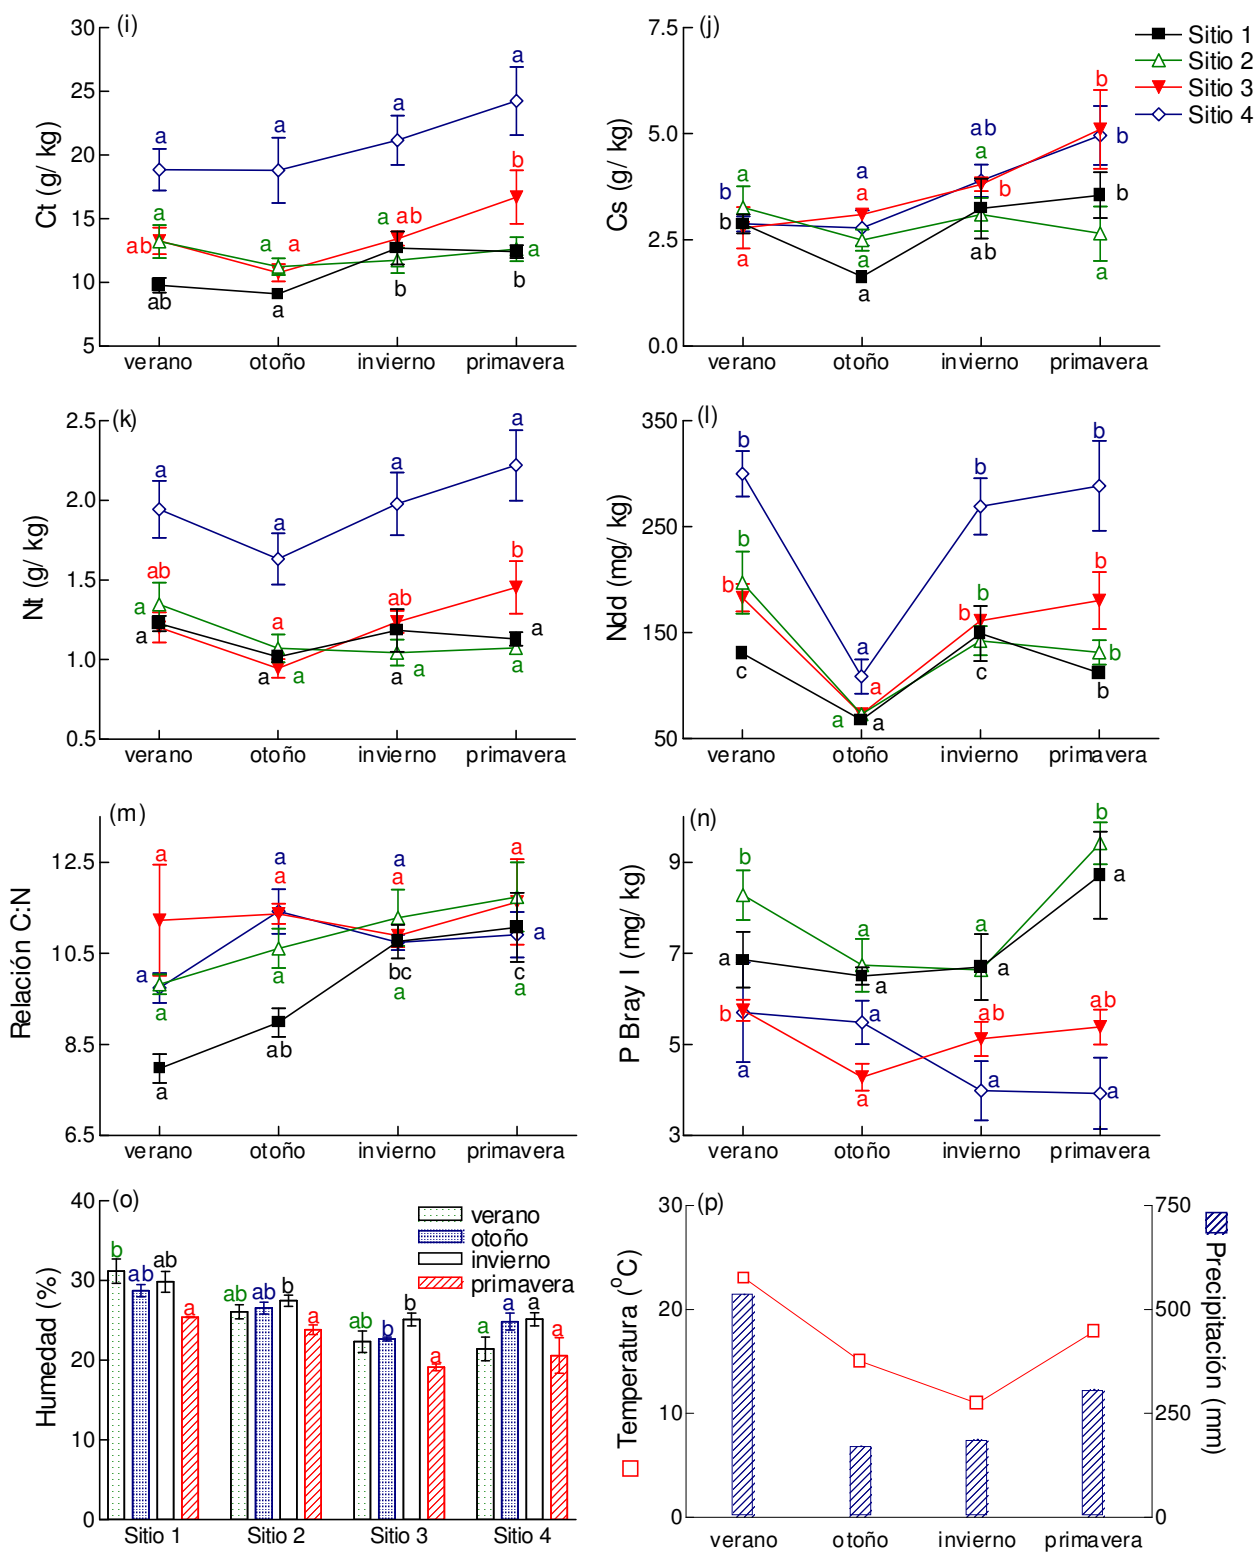 (i)
30
25
20
15
10
5
Ct (g/ kg)
a
a
a
a
a
a
a
a
ab
b
ab
a
a
ab
a
b
b
verano
otoño
invierno
primavera
(j)
7.5
5.0
2.5
0.0
Cs (g/ kg)
Sitio 1
Sitio 2
Sitio 3
Sitio 4
b
a
ab
b
a
a
a
b
a
b
b
b
a
a
a
ab
a
verano
otoño
invierno
primavera
(k)
2.5
2.0
1.5
1.0
0.5
Nt (g/ kg)
a
a
a
a
ab
a
ab
b
a
a
a
a
a
a
a
a
verano
otoño
invierno
primavera
(l)
350
250
150
50
Ndd (mg/ kg)
b
a
b
b
b
b
b
b
b
a
b
b
c
a
a
c
b
verano
otoño
invierno
primavera
(m)
12.5
10.5
8.5
6.5
Relación C:N
a
a
a
a
a
a
a
a
a
a
bc
c
a
a
ab
a
verano
otoño
invierno
primavera
(n)
9
7
5
3
P Bray I (mg/ kg)
b
b
a
a
a
a
a
a
b
a
ab
ab
a
a
a
a
verano
otoño
invierno
primavera
(o)
40
30
20
10
0
Humedad (%)
verano
otoño
invierno
primavera
b
ab
ab
a
ab
ab
b
a
ab
b
b
a
a
a
a
a
Sitio 1
Sitio 2
Sitio 3
Sitio 4
(p)
30
20
10
0
Temperatura (°C)
750
500
250
0
Precipitación (mm)
verano
otoño
invierno
primavera